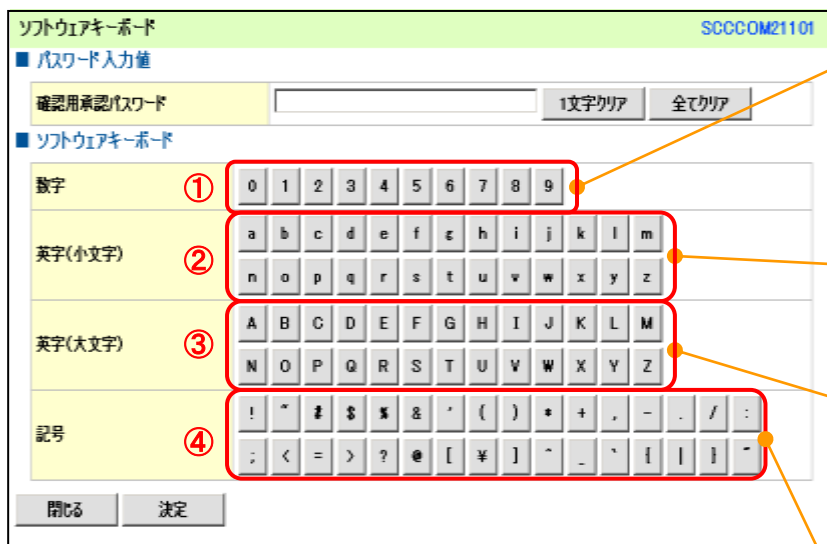 ソフトウェアキーボード SCCCOM21101
■ パスワード入力値
確認用承認パスワード 1文字クリア 全てクリア
■ ソフトウェアキーボード
数字 ① 0 1 2 3 4 5 6 7 8 9
英字(小文字) ② a b c d e f g h i j k l m
n o p q r s t u v w x y z
英字(大文字) ③ A B C D E F G H I J K L M
N O P Q R S T U V W X Y Z
記号 ④ ! " # $ % & ' ( ) * + , - . / :
; < = > ? @ [ ¥ ] ^ _ ` { | } ~
閉じる 決定